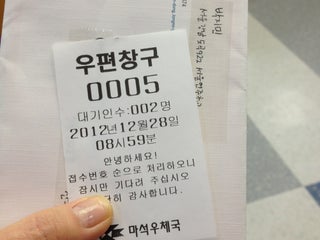 우편창구
0005
대기인수:002명
2012년12월28일
08시59분
안녕하세요!
접수번호 순으로 처리하오니
잠시만 기다려 주십시오
감사합니다.
마석우체국